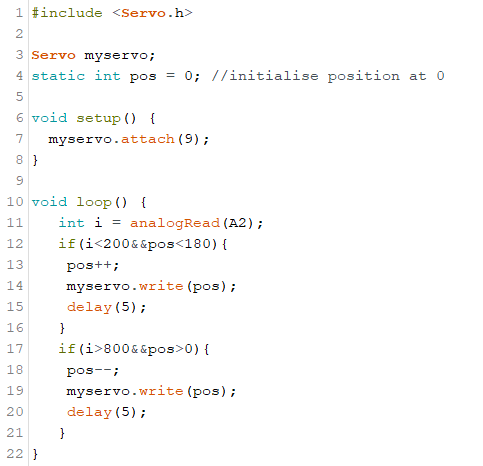 1 #include <Servo.h>
2
3 Servo myservo;
4 static int pos = 0; //initialise position at 0
5
6 void setup() {
7   myservo.attach(9);
8 }
9
10 void loop() {
11    int i = analogRead(A2);
12    if(i<200&&pos<180){
13     pos++;
14     myservo.write(pos);
15     delay(5);
16    }
17    if(i>800&&pos>0){
18     pos--;
19     myservo.write(pos);
20     delay(5);
21    }
22 }